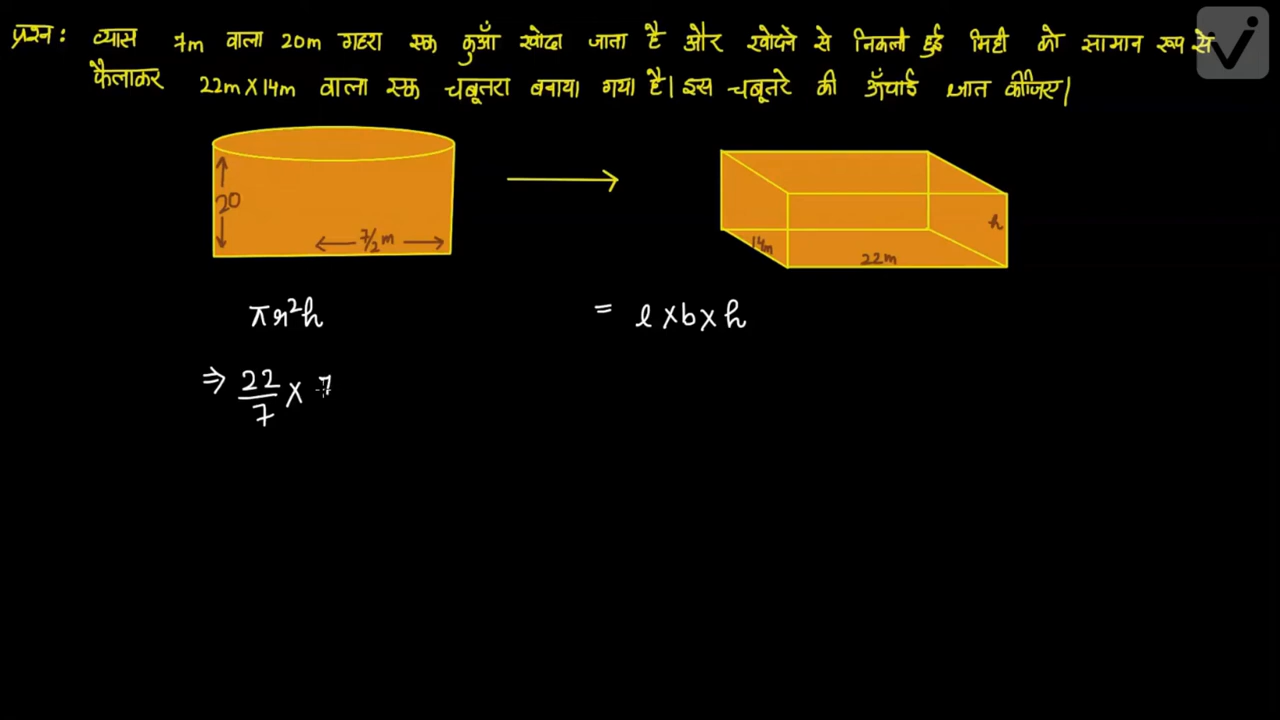 प्रश्न: व्यास 7m वाला 20m गहरा एक कुआँ खोदा जाता है और खोदने से निकली हुई मिट्टी को सामान रूप से
फैलाकर 22m X 14m वाला एक चबूतरा बनाया गया है। इस चबूतरे की ऊँचाई ज्ञात कीजिए।
20
7/2 m
h
14m
22m
πr²h = l X b X h
⇒ 22/7 X 7